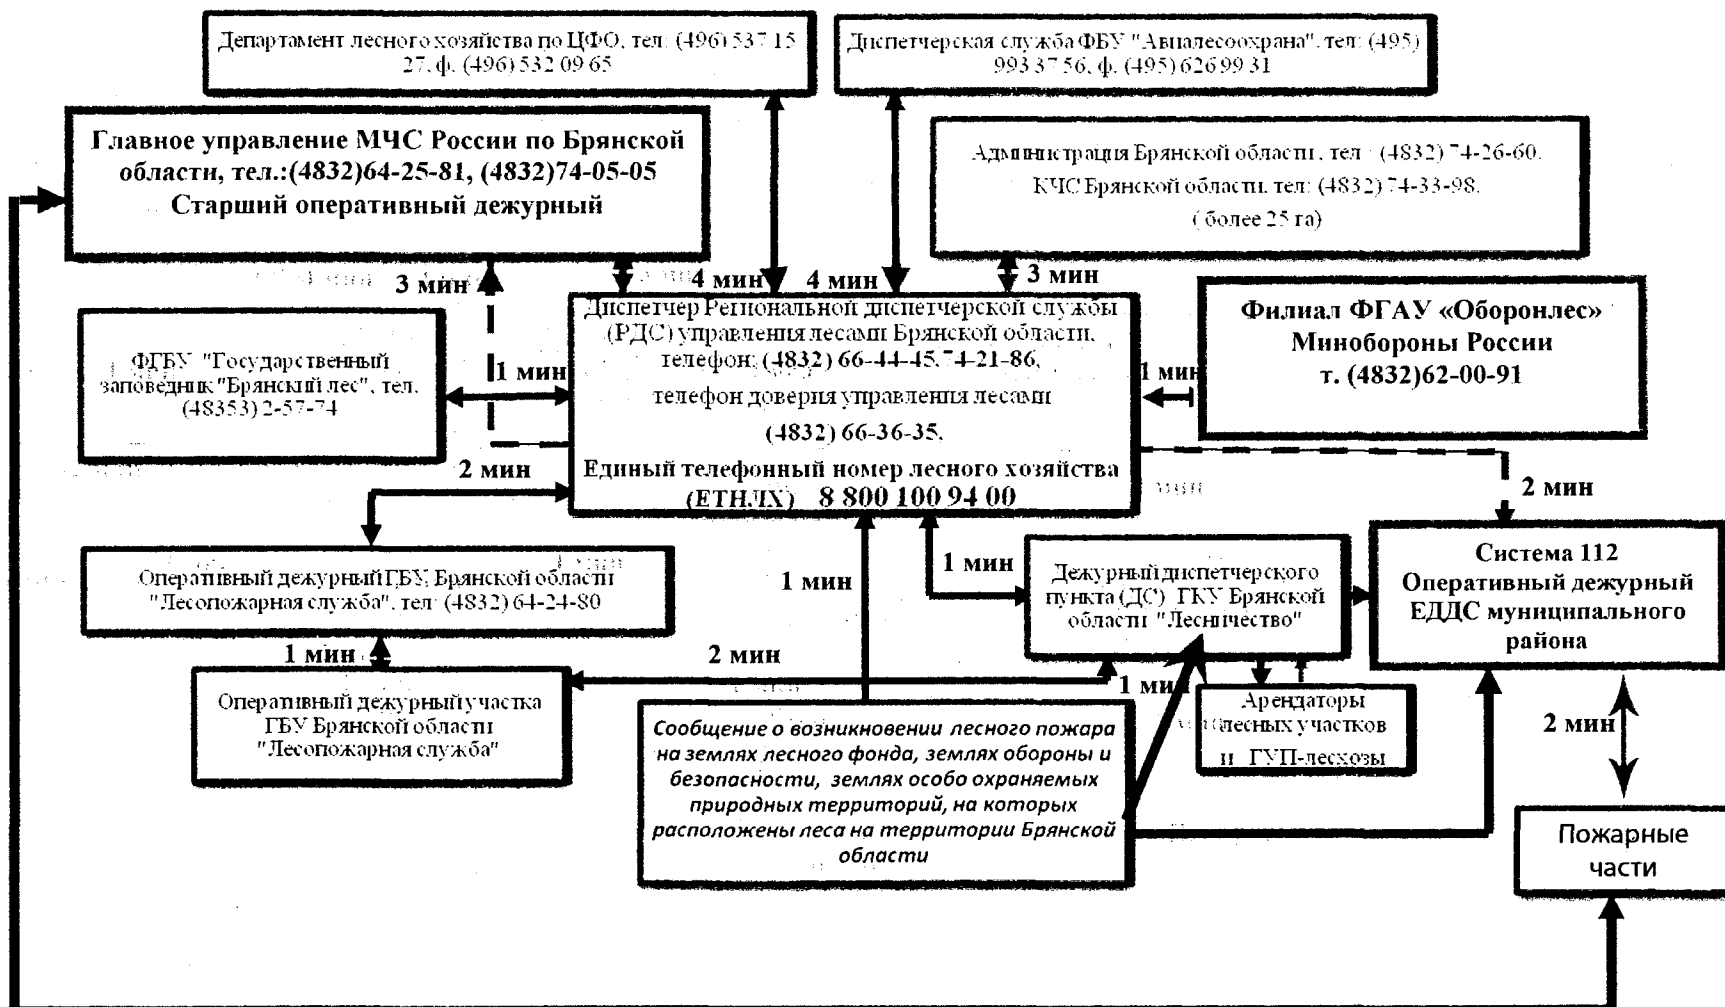 Департамент лесного хозяйства по ЦФО, тел: (496) 537 15
27, ф. (496) 532 09 65
Диспетчерская служба ФБУ "Авиалесоохрана", тел: (495)
993 37 56, ф. (495) 626 99 31
Главное управление МЧС России по Брянской
области, тел.:(4832)64-25-81, (4832)74-05-05
Старший оперативный дежурный
Администрация Брянской области, тел : (4832) 74-26-60,
КЧС Брянской области, тел: (4832) 74-33-98,
( более 25 га)
3 мин
4 мин
4 мин
3 мин
Диспетчер Региональной диспетчерской службы
(РДС) управления лесами Брянской области,
телефон: (4832) 66-44-45,74-21-86,
телефон доверия управления лесами
(4832) 66-36-35,
Единый телефонный номер лесного хозяйства
(ЕТНЛХ) 8 800 100 94 00
Филиал ФГАУ «Оборонлес»
Минобороны России
т. (4832)62-00-91
ФГБУ "Государственный
заповедник "Брянский лес", тел.
(48353) 2-57-74
1 мин
1 мин
2 мин
мин
2 мин
Оперативный дежурный ГБУ Брянской области
"Лесопожарная служба", тел: (4832) 64-24-80
1 мин
1 мин
Дежурный диспетчерского
пункта (ДС) ГКУ Брянской
области "Лесничество"
Система 112
Оперативный дежурный
ЕДДС муниципального
района
1 мин
2 мин
1 мин
Оперативный дежурный участка
ГБУ Брянской области
"Лесопожарная служба"
Сообщение о возникновении лесного пожара
на землях лесного фонда, землях обороны и
безопасности, землях особо охраняемых
природных территорий, на которых
расположены леса на территории Брянской
области
Арендаторы
лесных участков
и ГУП-лесхозы
2 мин
Пожарные
части